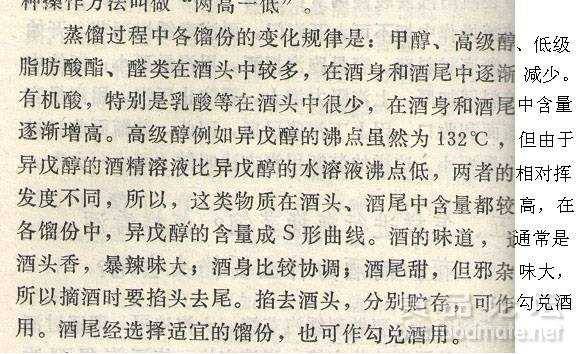 种操作方法叫做“两高一低”。
蒸馏过程中各馏份的变化规律是：甲醇、高级醇、低级
脂肪酸酯、醛类在酒头中较多，在酒身和酒尾中逐渐 减少。
有机酸，特别是乳酸等在酒头中很少，在酒身和酒尾中含量
逐渐增高。高级醇例如异戊醇的沸点虽然为132℃，但由于
异戊醇的酒精溶液比异戊醇的水溶液沸点低，两者的相对挥
发度不同，所以，这类物质在酒头、酒尾中含量都较高，在
各馏份中，异戊醇的含量成S形曲线。酒的味道，通常是
酒头香，暴辣味大；酒身比较协调；酒尾甜，但邪杂味大，
所以摘酒时要掐头去尾。掐去酒头，分别贮存，可作勾兑酒
用。酒尾经选择适宜的馏份，也可作勾兑酒用。